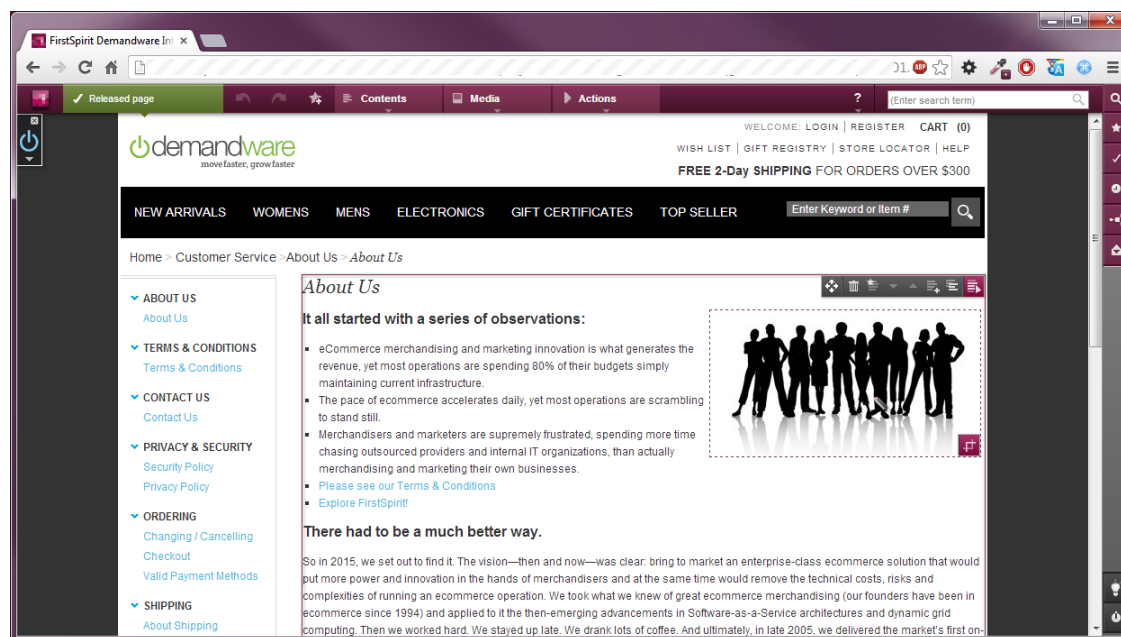 FirstSpirit Demandware Int
01.
ABP
Released page
Contents
Media
Actions
?
(Enter search term)
demandware
move faster, grow faster
WELCOME: LOGIN | REGISTER CART (0)
WISH LIST | GIFT REGISTRY | STORE LOCATOR | HELP
FREE 2-Day SHIPPING FOR ORDERS OVER $300
NEW ARRIVALS WOMENS MENS ELECTRONICS GIFT CERTIFICATES TOP SELLER
Enter Keyword or Item #
Home > Customer Service >About Us > About Us
ABOUT US
About Us
TERMS & CONDITIONS
Terms & Conditions
CONTACT US
Contact Us
PRIVACY & SECURITY
Security Policy
Privacy Policy
ORDERING
Changing / Cancelling
Checkout
Valid Payment Methods
SHIPPING
About Shipping
About Us
It all started with a series of observations:
eCommerce merchandising and marketing innovation is what generates the
revenue, yet most operations are spending 80% of their budgets simply
maintaining current infrastructure.
The pace of ecommerce accelerates daily, yet most operations are scrambling
to stand still.
Merchandisers and marketers are supremely frustrated, spending more time
chasing outsourced providers and internal IT organizations, than actually
merchandising and marketing their own businesses.
Please see our Terms & Conditions
Explore FirstSpirit!
There had to be a much better way.
So in 2015, we set out to find it. The vision—then and now—was clear: bring to market an enterprise-class ecommerce solution that would
put more power and innovation in the hands of merchandisers and at the same time would remove the technical costs, risks and
complexities of running an ecommerce operation. We took what we knew of great ecommerce merchandising (our founders have been in
ecommerce since 1994) and applied to it the then-emerging advancements in Software-as-a-Service architectures and dynamic grid
computing. Then we worked hard. We stayed up late. We drank lots of coffee. And ultimately, in late 2005, we delivered the market's first on-